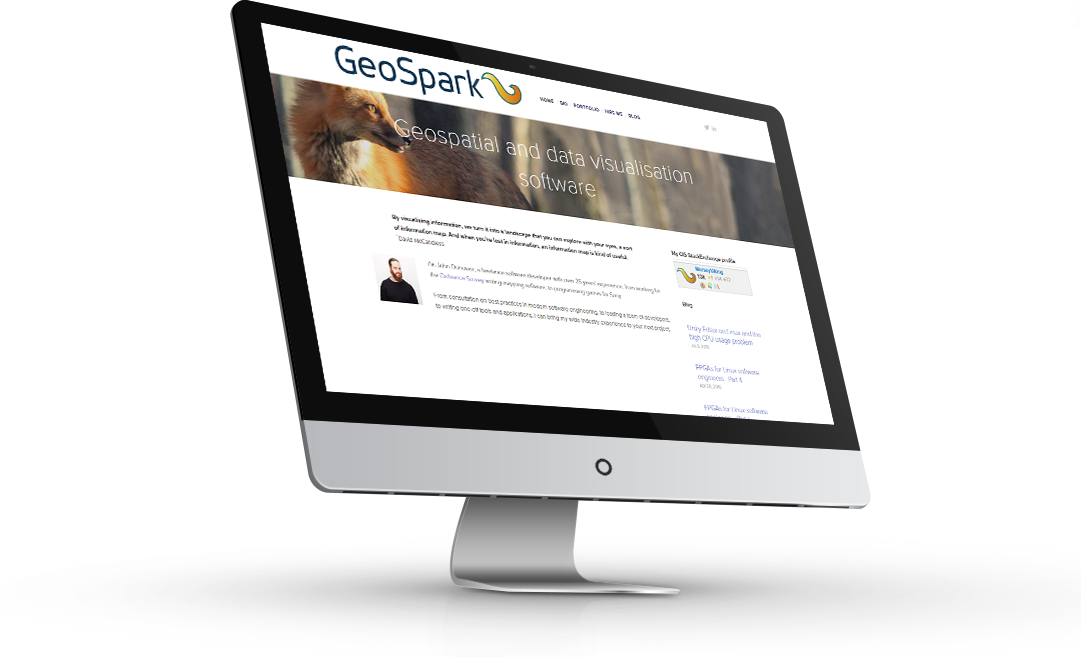 GeoSpark
HOME BIO PORTFOLIO HIRE ME BLOG
Geospatial and data visualisation
software
By visualizing information, we turn it into a landscape that you can explore with your eyes, a sort
of information map. And when you're lost in information, an information map is kind of useful.
David McCandless
I'm John Donovan, a freelance software developer with over 25 years' experience, from working for
the Ordnance Survey writing mapping software, to programming games for Sony.
From consultation on best practices in modern software engineering, to leading a team of developers,
to writing one-off tools and applications, I can bring my wide industry experience to your next project.
My GIS StackExchange profile
Blog
Unity Editor on Linux and the
high CPU usage problem
FPGAs for Linux software
engineers - Part 4
FPGAs for Linux software